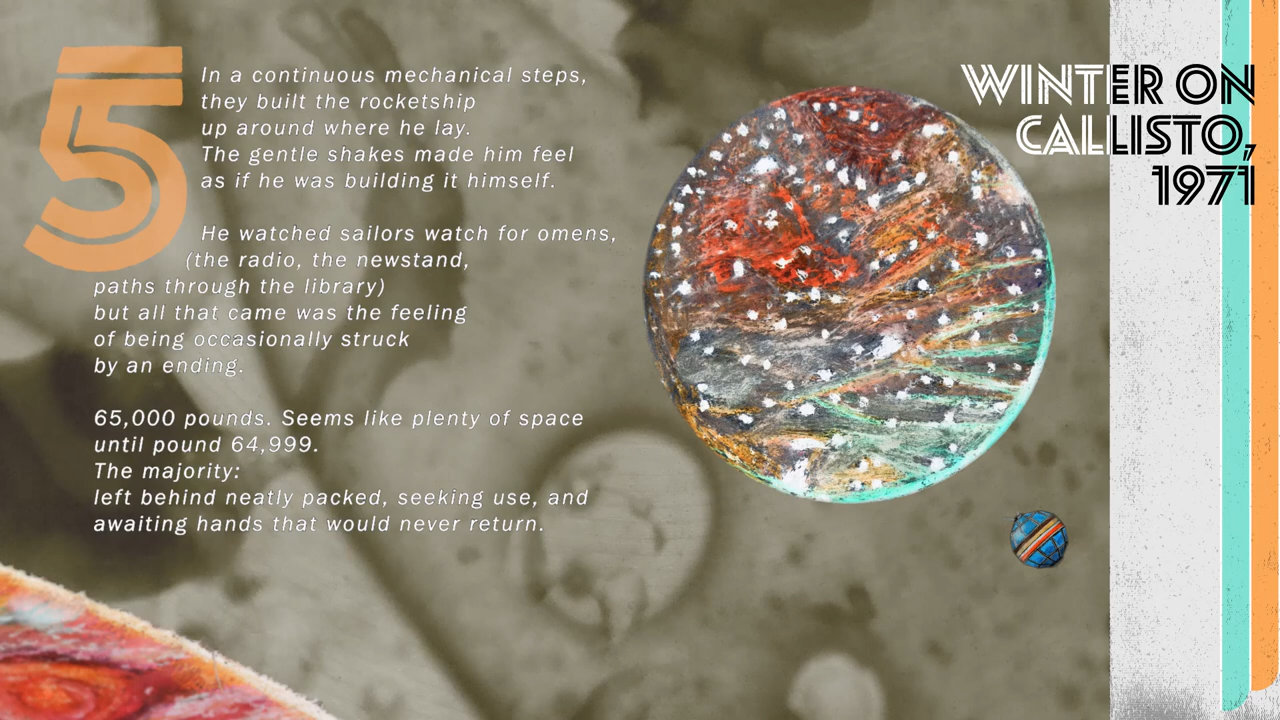 5
In a continuous mechanical steps,
they built the rocketship
up around where he lay.
The gentle shakes made him feel
as if he was building it himself.
He watched sailors watch for omens,
(the radio, the newstand,
paths through the library)
but all that came was the feeling
of being occasionally struck
by an ending.
65,000 pounds. Seems like plenty of space
until pound 64,999.
The majority:
left behind neatly packed, seeking use, and
awaiting hands that would never return.
WINTER ON
CALLISTO,
1971